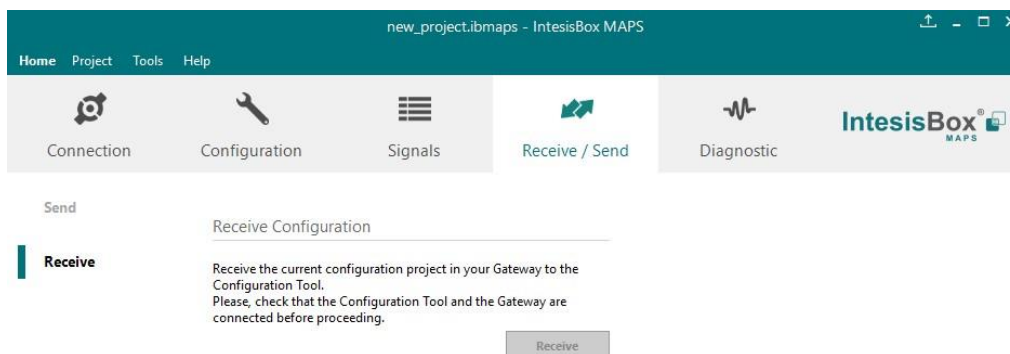 new_project.ibmaps - IntesisBox MAPS
Home Project Tools Help
Connection Configuration Signals Receive / Send Diagnostic
IntesisBox®
MAPS
Send
Receive Configuration
Receive
Receive the current configuration project in your Gateway to the
Configuration Tool.
Please, check that the Configuration Tool and the Gateway are
connected before proceeding.
Receive